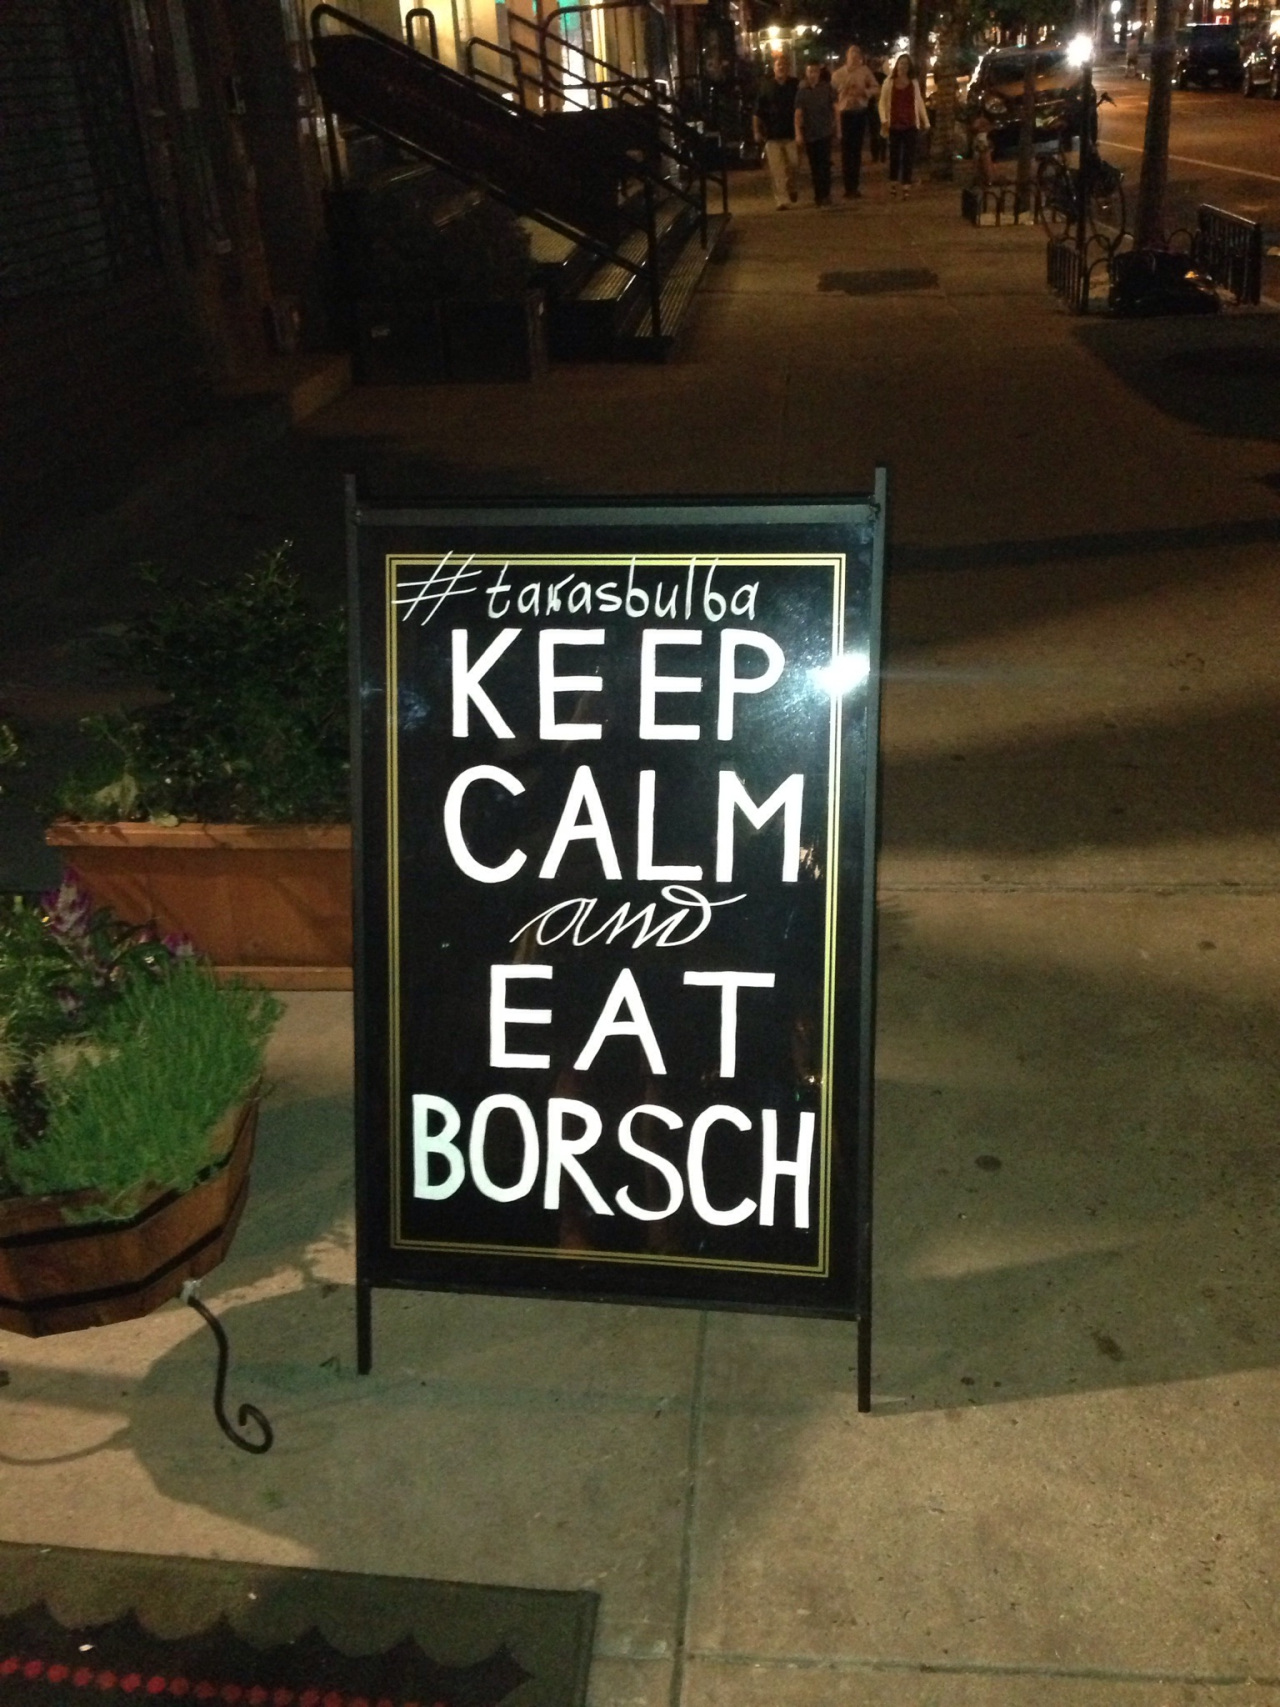 #tarasbulba
KEEP
CALM
and
EAT
BORSCH